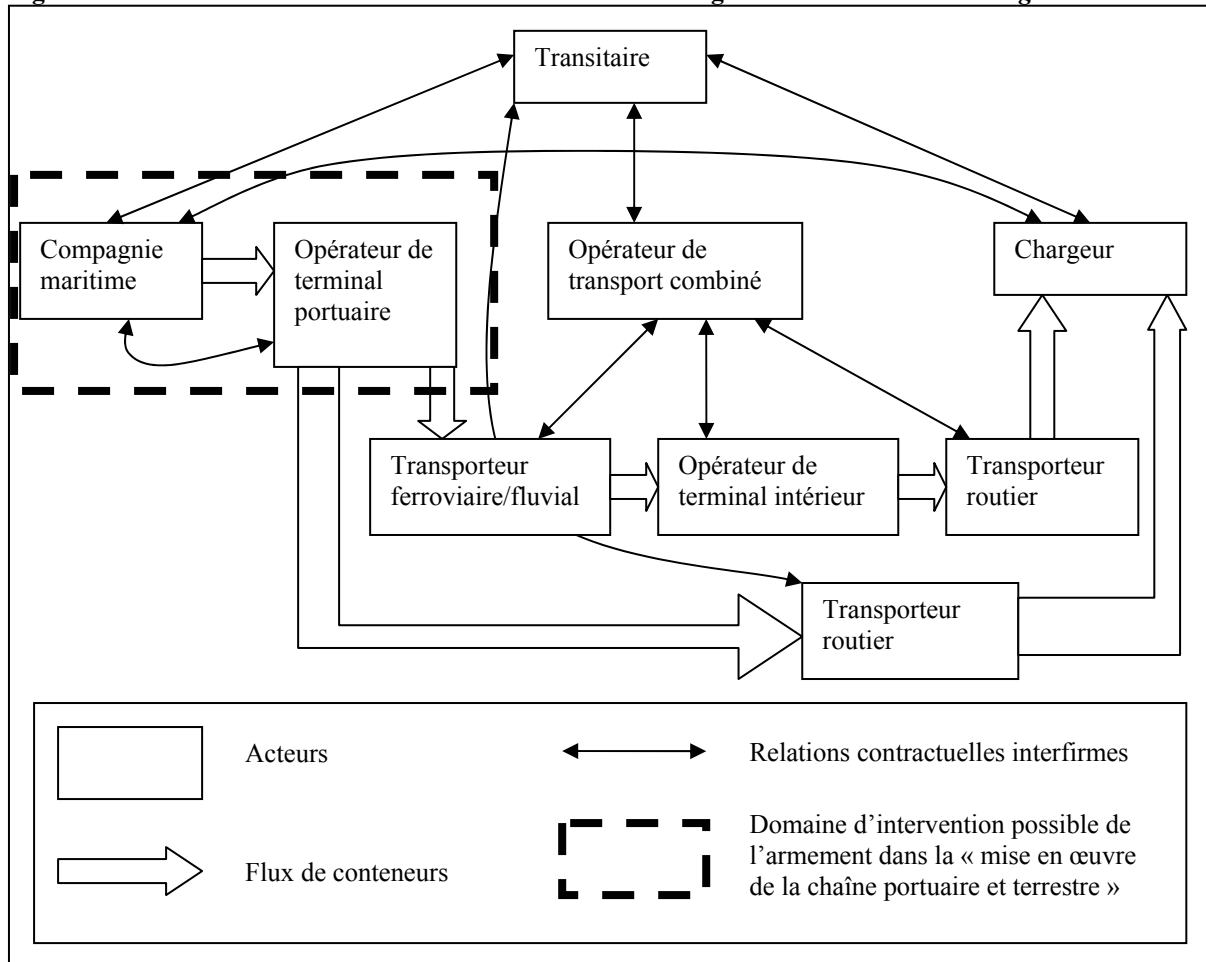 Transitaire
Compagnie
maritime
Opérateur de
terminal
portuaire
Opérateur de
transport combiné
Chargeur
Transporteur
ferroviaire/fluvial
Opérateur de
terminal intérieur
Transporteur
routier
Transporteur
routier
Acteurs
Relations contractuelles interfirmes
Flux de conteneurs
Domaine d’intervention possible de
l’armement dans la « mise en œuvre
de la chaîne portuaire et terrestre »